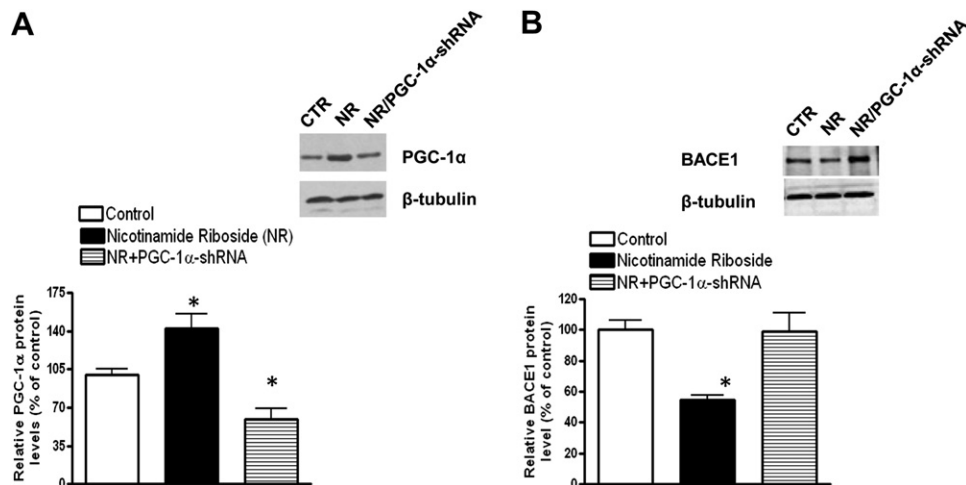 A
CTR
NR
NR/PGC-1α-shRNA
PGC-1α
β-tubulin
Control
Nicotinamide Riboside (NR)
NR+PGC-1α-shRNA
Relative PGC-1α protein
levels (% of control)
175
140
105
70
35
0
*
*
B
CTR
NR
NR/PGC-1α-shRNA
BACE1
β-tubulin
Control
Nicotinamide Riboside
NR+PGC-1α-shRNA
Relative BACE1 protein
level (% of control)
120
100
80
60
40
20
0
*